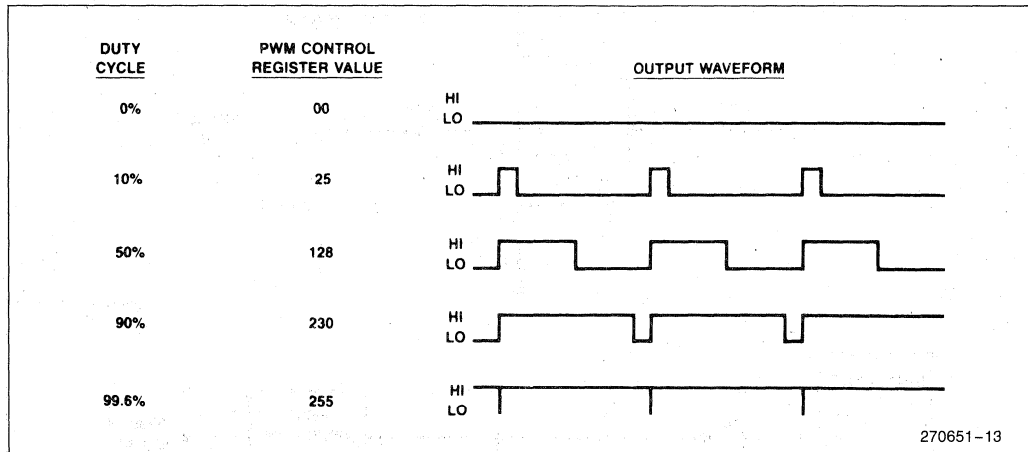 DUTY CYCLE PWM CONTROL REGISTER VALUE OUTPUT WAVEFORM
0% 00 HI LO
10% 25 HI LO
50% 128 HI LO
90% 230 HI LO
99.6% 255 HI LO
270651-13